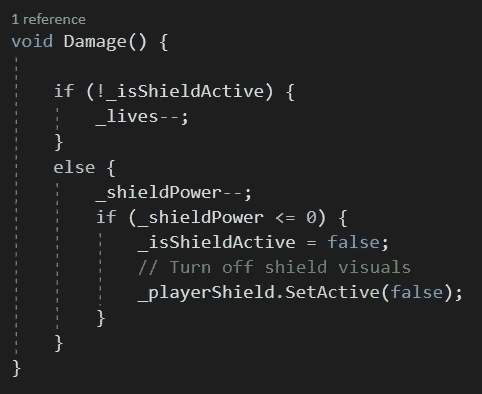 1 reference
void Damage() {
if (!_isShieldActive) {
_lives--;
}
else {
_shieldPower--;
if (_shieldPower <= 0) {
_isShieldActive = false;
// Turn off shield visuals
_playerShield.SetActive(false);
}
}
}